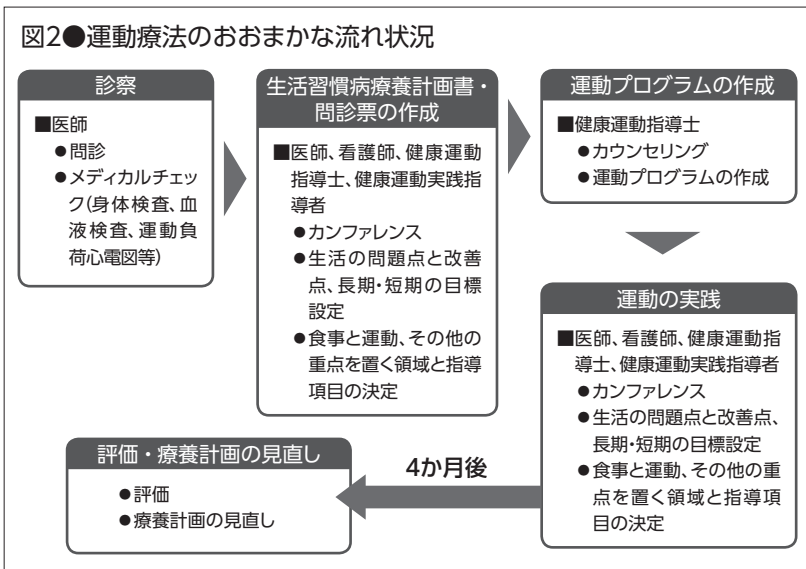 図2●運動療法のおおまかな流れ状況
診察
■医師
●問診
●メディカルチェッ
ク(身体検査、血
液検査、運動負
荷心電図等)
生活習慣病療養計画書・
問診票の作成
■医師、看護師、健康運動
指導士、健康運動実践指
導者
●カンファレンス
●生活の問題点と改善
点、長期・短期の目標
設定
●食事と運動、その他の
重点を置く領域と指導
項目の決定
運動プログラムの作成
■健康運動指導士
●カウンセリング
●運動プログラムの作成
運動の実践
■医師、看護師、健康運動指
導士、健康運動実践指導者
●カンファレンス
●生活の問題点と改善点、
長期・短期の目標設定
●食事と運動、その他の重
点を置く領域と指導項
目の決定
4か月後
評価・療養計画の見直し
●評価
●療養計画の見直し